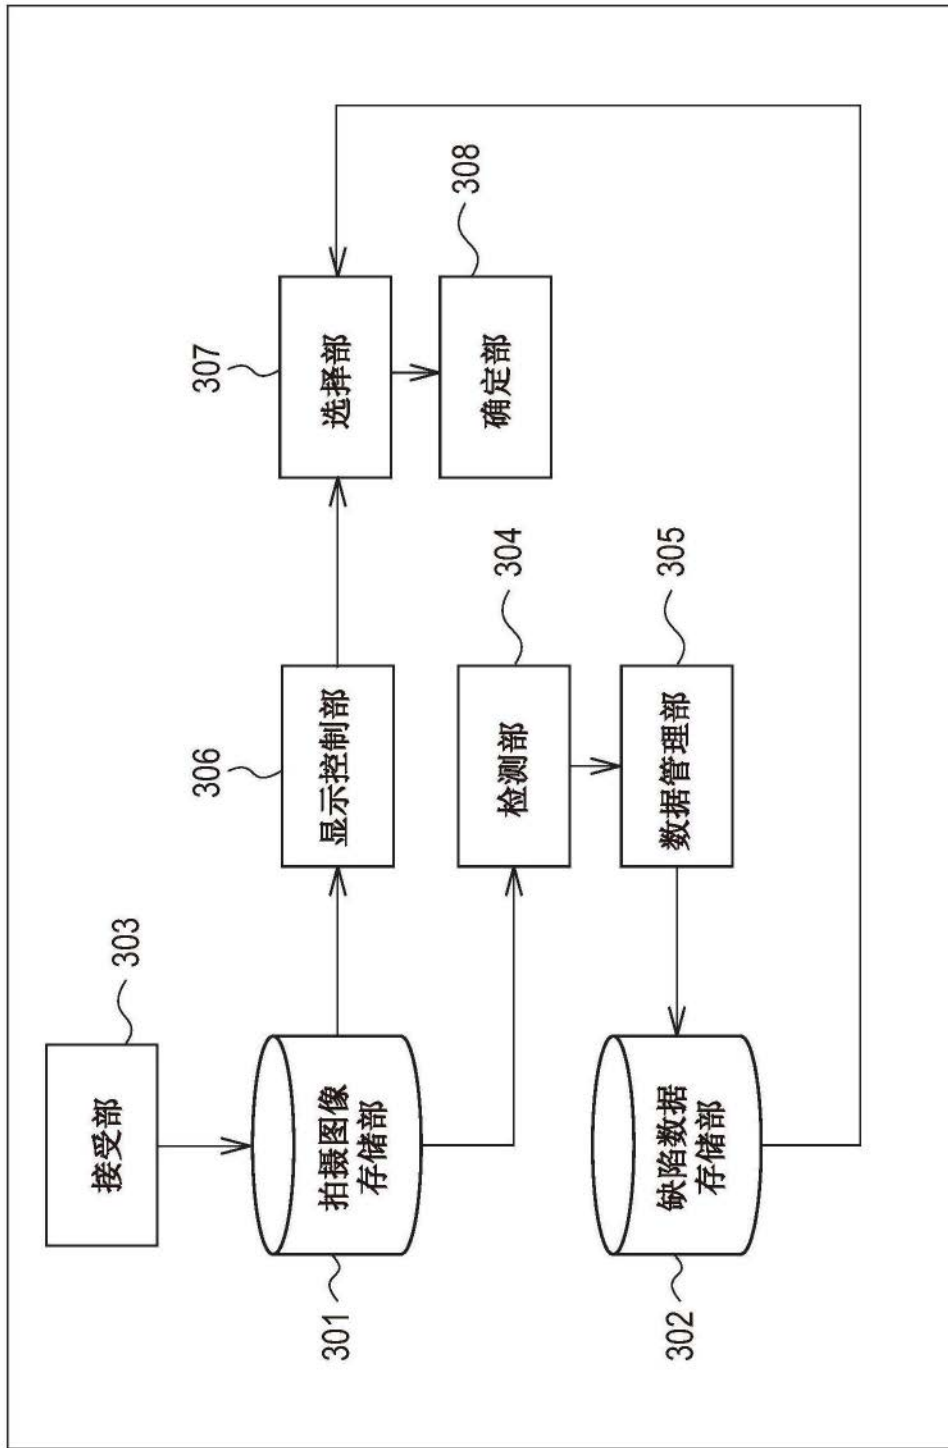 303
接受部
301
拍摄图像
存储部
306
显示控制部
307
选择部
308
确定部
304
检测部
305
数据管理部
302
缺陷数据
存储部